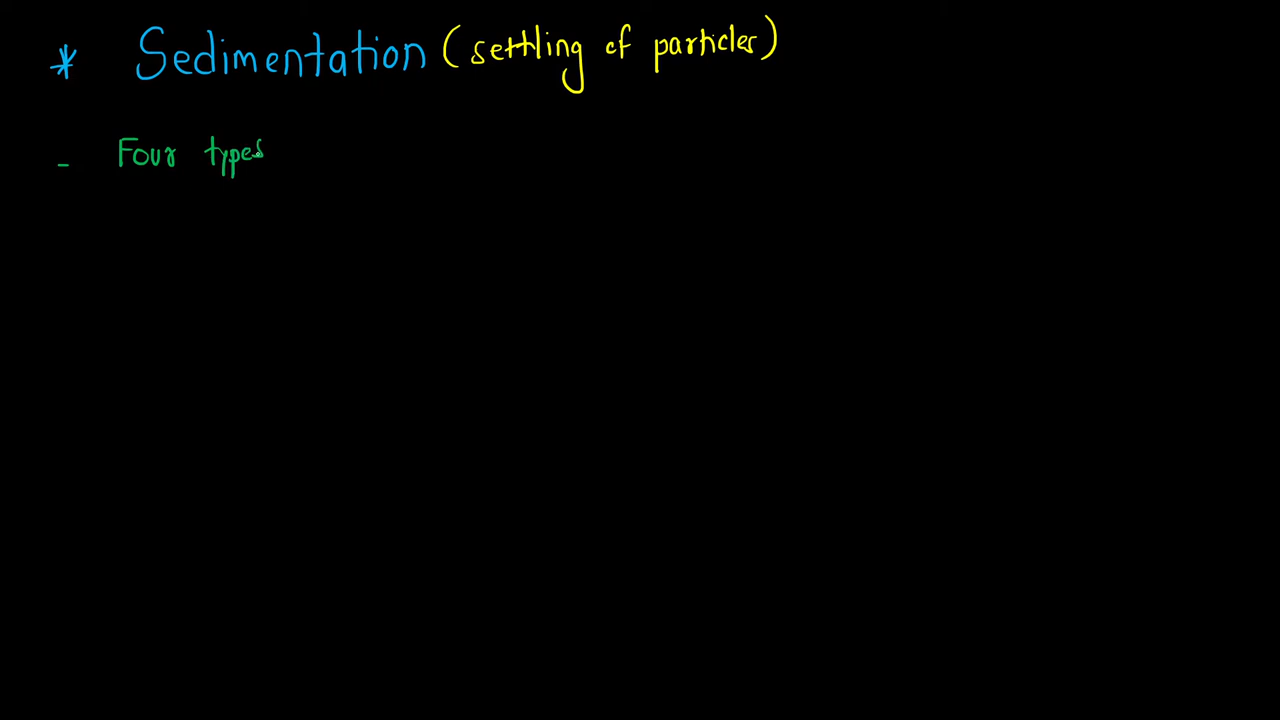 * Sedimentation (settling of particles)
- Four types